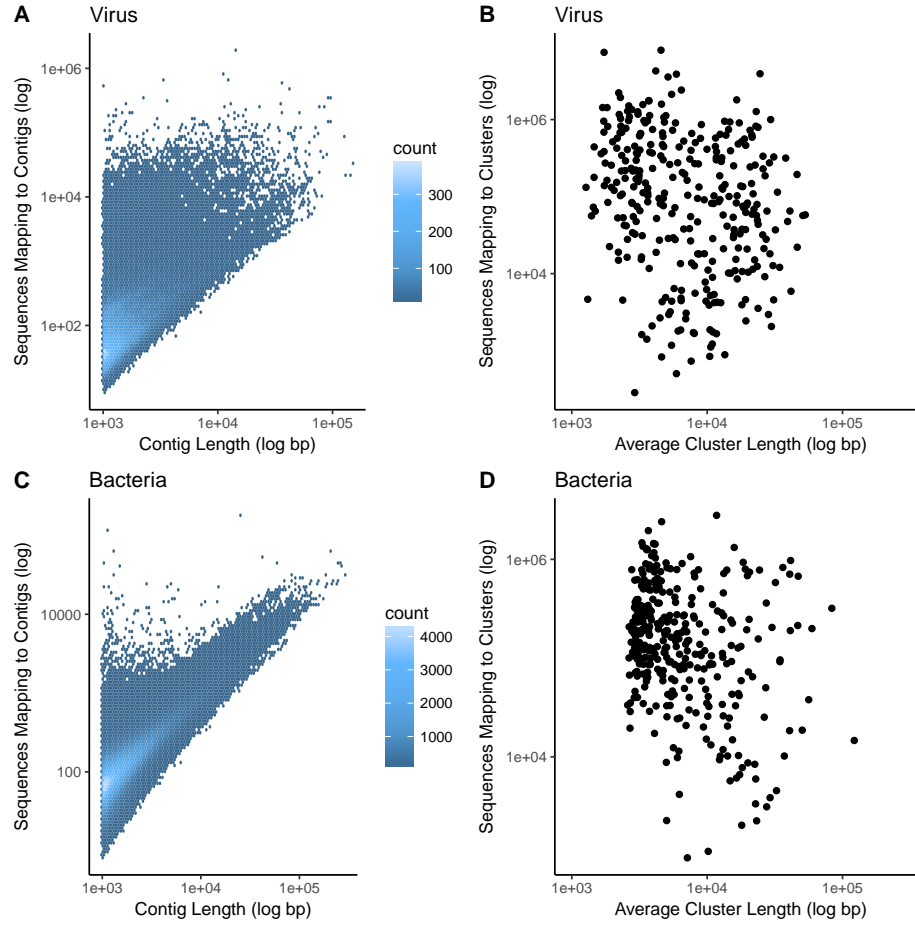 A Virus
Sequences Mapping to Contigs (log)
1e+06
1e+04
1e+02
1e+03 1e+04 1e+05
Contig Length (log bp)
count
300
200
100
B Virus
Sequences Mapping to Clusters (log)
1e+06
1e+04
1e+03 1e+04 1e+05
Average Cluster Length (log bp)
C Bacteria
Sequences Mapping to Contigs (log)
10000
100
1e+03 1e+04 1e+05
Contig Length (log bp)
count
4000
3000
2000
1000
D Bacteria
Sequences Mapping to Clusters (log)
1e+06
1e+04
1e+03 1e+04 1e+05
Average Cluster Length (log bp)